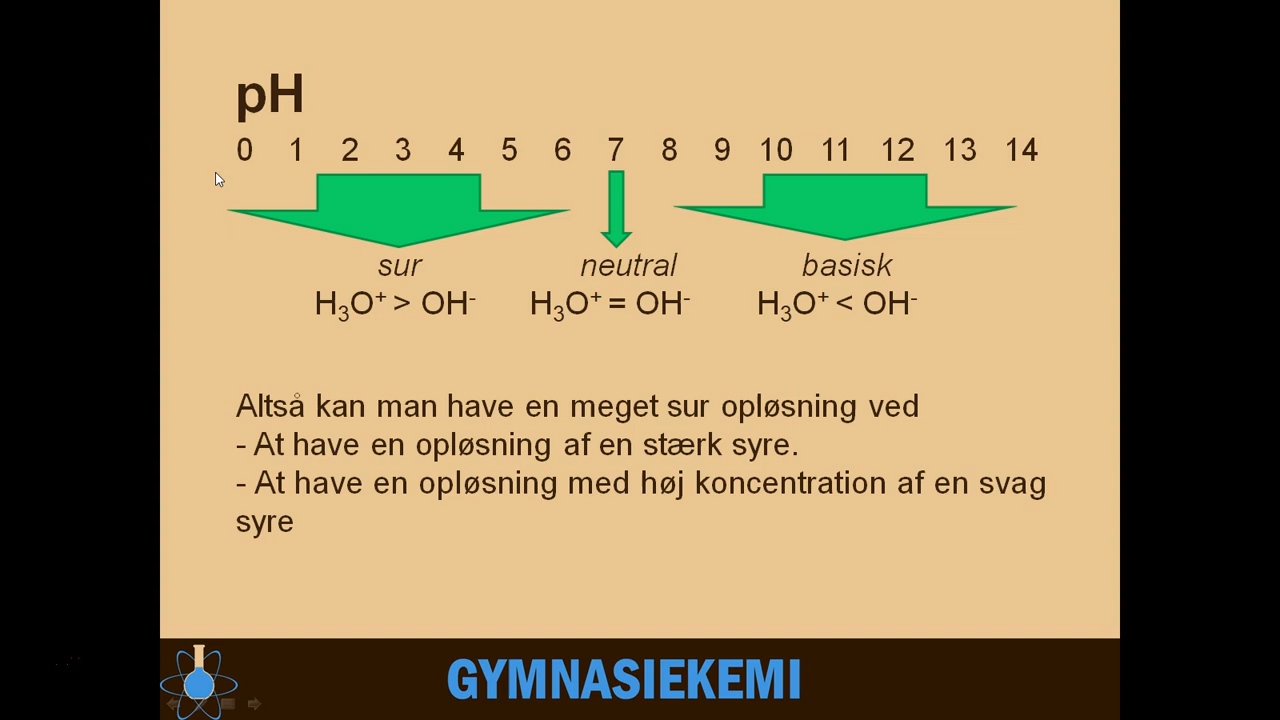 pH
0 1 2 3 4 5 6 7 8 9 10 11 12 13 14
sur neutral basisk
H₃O⁺ > OH⁻ H₃O⁺ = OH⁻ H₃O⁺ < OH⁻
Altså kan man have en meget sur opløsning ved
- At have en opløsning af en stærk syre.
- At have en opløsning med høj koncentration af en svag
syre
GYMNASIEKEMI